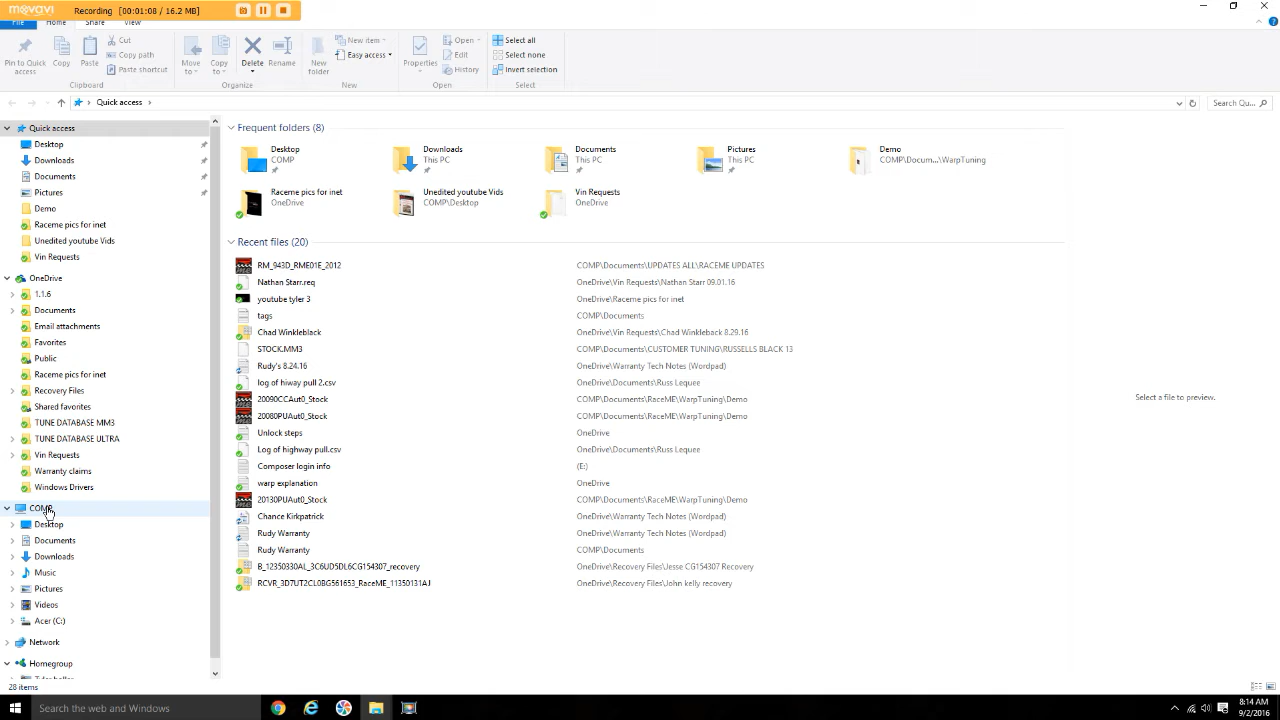 movavi Recording [00:01:08 / 16.2 MB]
File Home Share View
Pin to Quick access
Copy
Paste
Cut
Copy path
Paste shortcut
Move to
Copy to
Delete
Rename
New folder
New item
Easy access
Properties
Open
Edit
History
Select all
Select none
Invert selection
Clipboard Organize New Open Select
Quick access
Search Qu...
Quick access
Desktop
Downloads
Documents
Pictures
Demo
Raceme pics for inet
Unedited youtube Vids
Vin Requests
OneDrive
1.1.6
Documents
Email attachments
Favorites
Public
Raceme pics for inet
Recovery Files
Shared favorites
TUNE DATABASE MM3
TUNE DATABASE ULTRA
Vin Requests
Warranty claims
Windows Drivers
COMP
Desktop
Documents
Downloads
Music
Pictures
Videos
Acer (C:)
Network
Homegroup
28 items
Frequent folders (8)
Desktop
COMP
Downloads
This PC
Documents
This PC
Pictures
This PC
Demo
COMP\Docum...\WarpTuning
Raceme pics for inet
OneDrive
Unedited youtube Vids
COMP\Desktop
Vin Requests
OneDrive
Recent files (20)
RM_943D_RME01E_2012 COMP\Documents\UPDATES ALL\RACEME UPDATES
Nathan Starr.req OneDrive\Vin Requests\Nathan Starr 09.01.16
youtube tyler 3 OneDrive\Raceme pics for inet
tags COMP\Documents
Chad Winkleblack OneDrive\Vin Requests\Chad Winkleback 8.29.16
STOCK.MM3 COMP\Documents\CUSTOMER TUNING\RUSSELLS BLACK 13
Rudy's 8.24.16 OneDrive\Warranty Tech Notes (Wordpad)
log of hiway pull 2.csv OneDrive\Documents\Russ Lequee
20090CCAut0_Stock COMP\Documents\RaceME\WarpTuning\Demo
20080PUAut0_Stock COMP\Documents\RaceME\WarpTuning\Demo
Unlock steps OneDrive
Log of highway pull.csv OneDrive\Documents\Russ Lequee
Composer login info (E:)
warp explanation OneDrive
20130PUAut0_Stock COMP\Documents\RaceME\WarpTuning\Demo
Chance Kirkpatrick OneDrive\Warranty Tech Notes (Wordpad)
Rudy Warranty OneDrive\Warranty Tech Notes (Wordpad)
Rudy Warranty COMP\Documents
B_12350330AL_3C6UD5DL6CG154307_recovery OneDrive\Recovery Files\Jesse CG154307 Recovery
RCVR_3D7UT2CL0BG561653_RaceME_11350131AJ OneDrive\Recovery Files\John kelly recovery
Select a file to preview.
Search the web and Windows
8:14 AM
9/2/2016